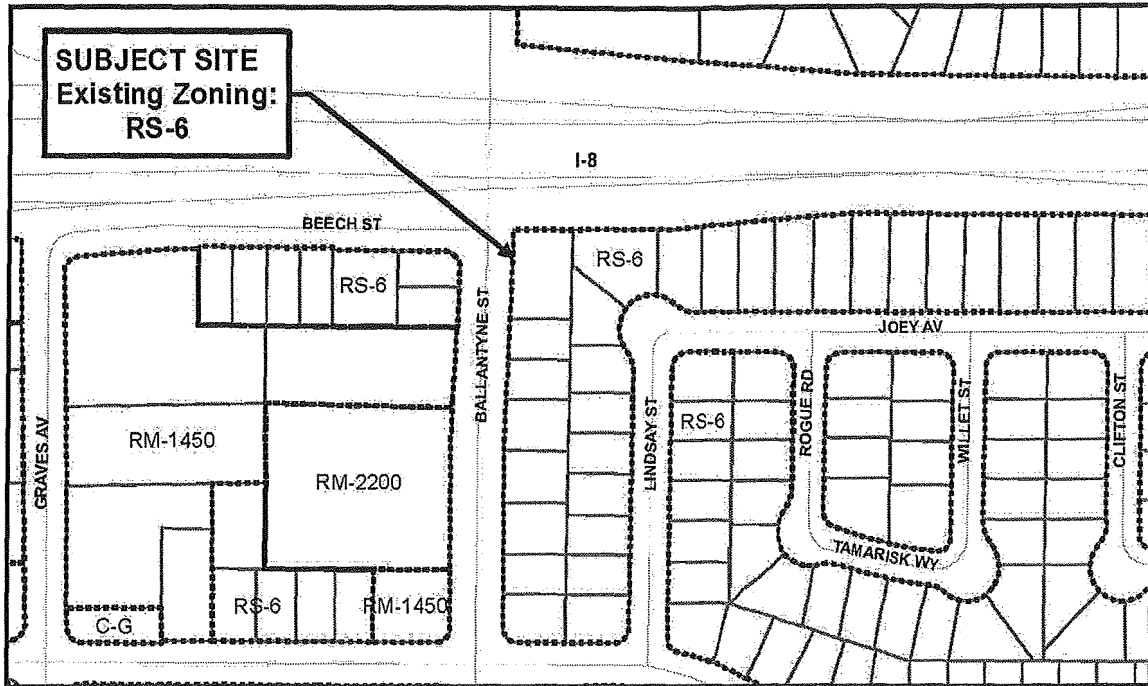 SUBJECT SITE
Existing Zoning:
RS-6
I-8
BEECH ST
RS-6
RS-6
BALLANTYNE ST
JOEY AV
GRAVES AV
RM-1450
RM-2200
LINDSAY ST
RS-6
ROGUE RD
WILLET ST
CLIFTON ST
TAMARISK WY
RS-6
RM-1450
C-G